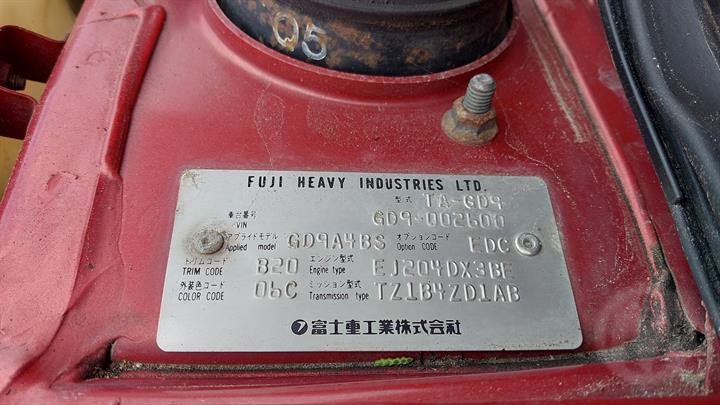 05
FUJI HEAVY INDUSTRIES LTD.
型式 TA-GD9
車台番号 VIN GD9-002600
アプライドモデル Applied model GD9A4BS オプションコード Option CODE EDC
トリムコード TRIM CODE B20 エンジン型式 Engine type EJ204DX3BE
外装色コード COLOR CODE 06C ミッション型式 Transmission type TZ1B4ZD1AB
富士重工業株式会社